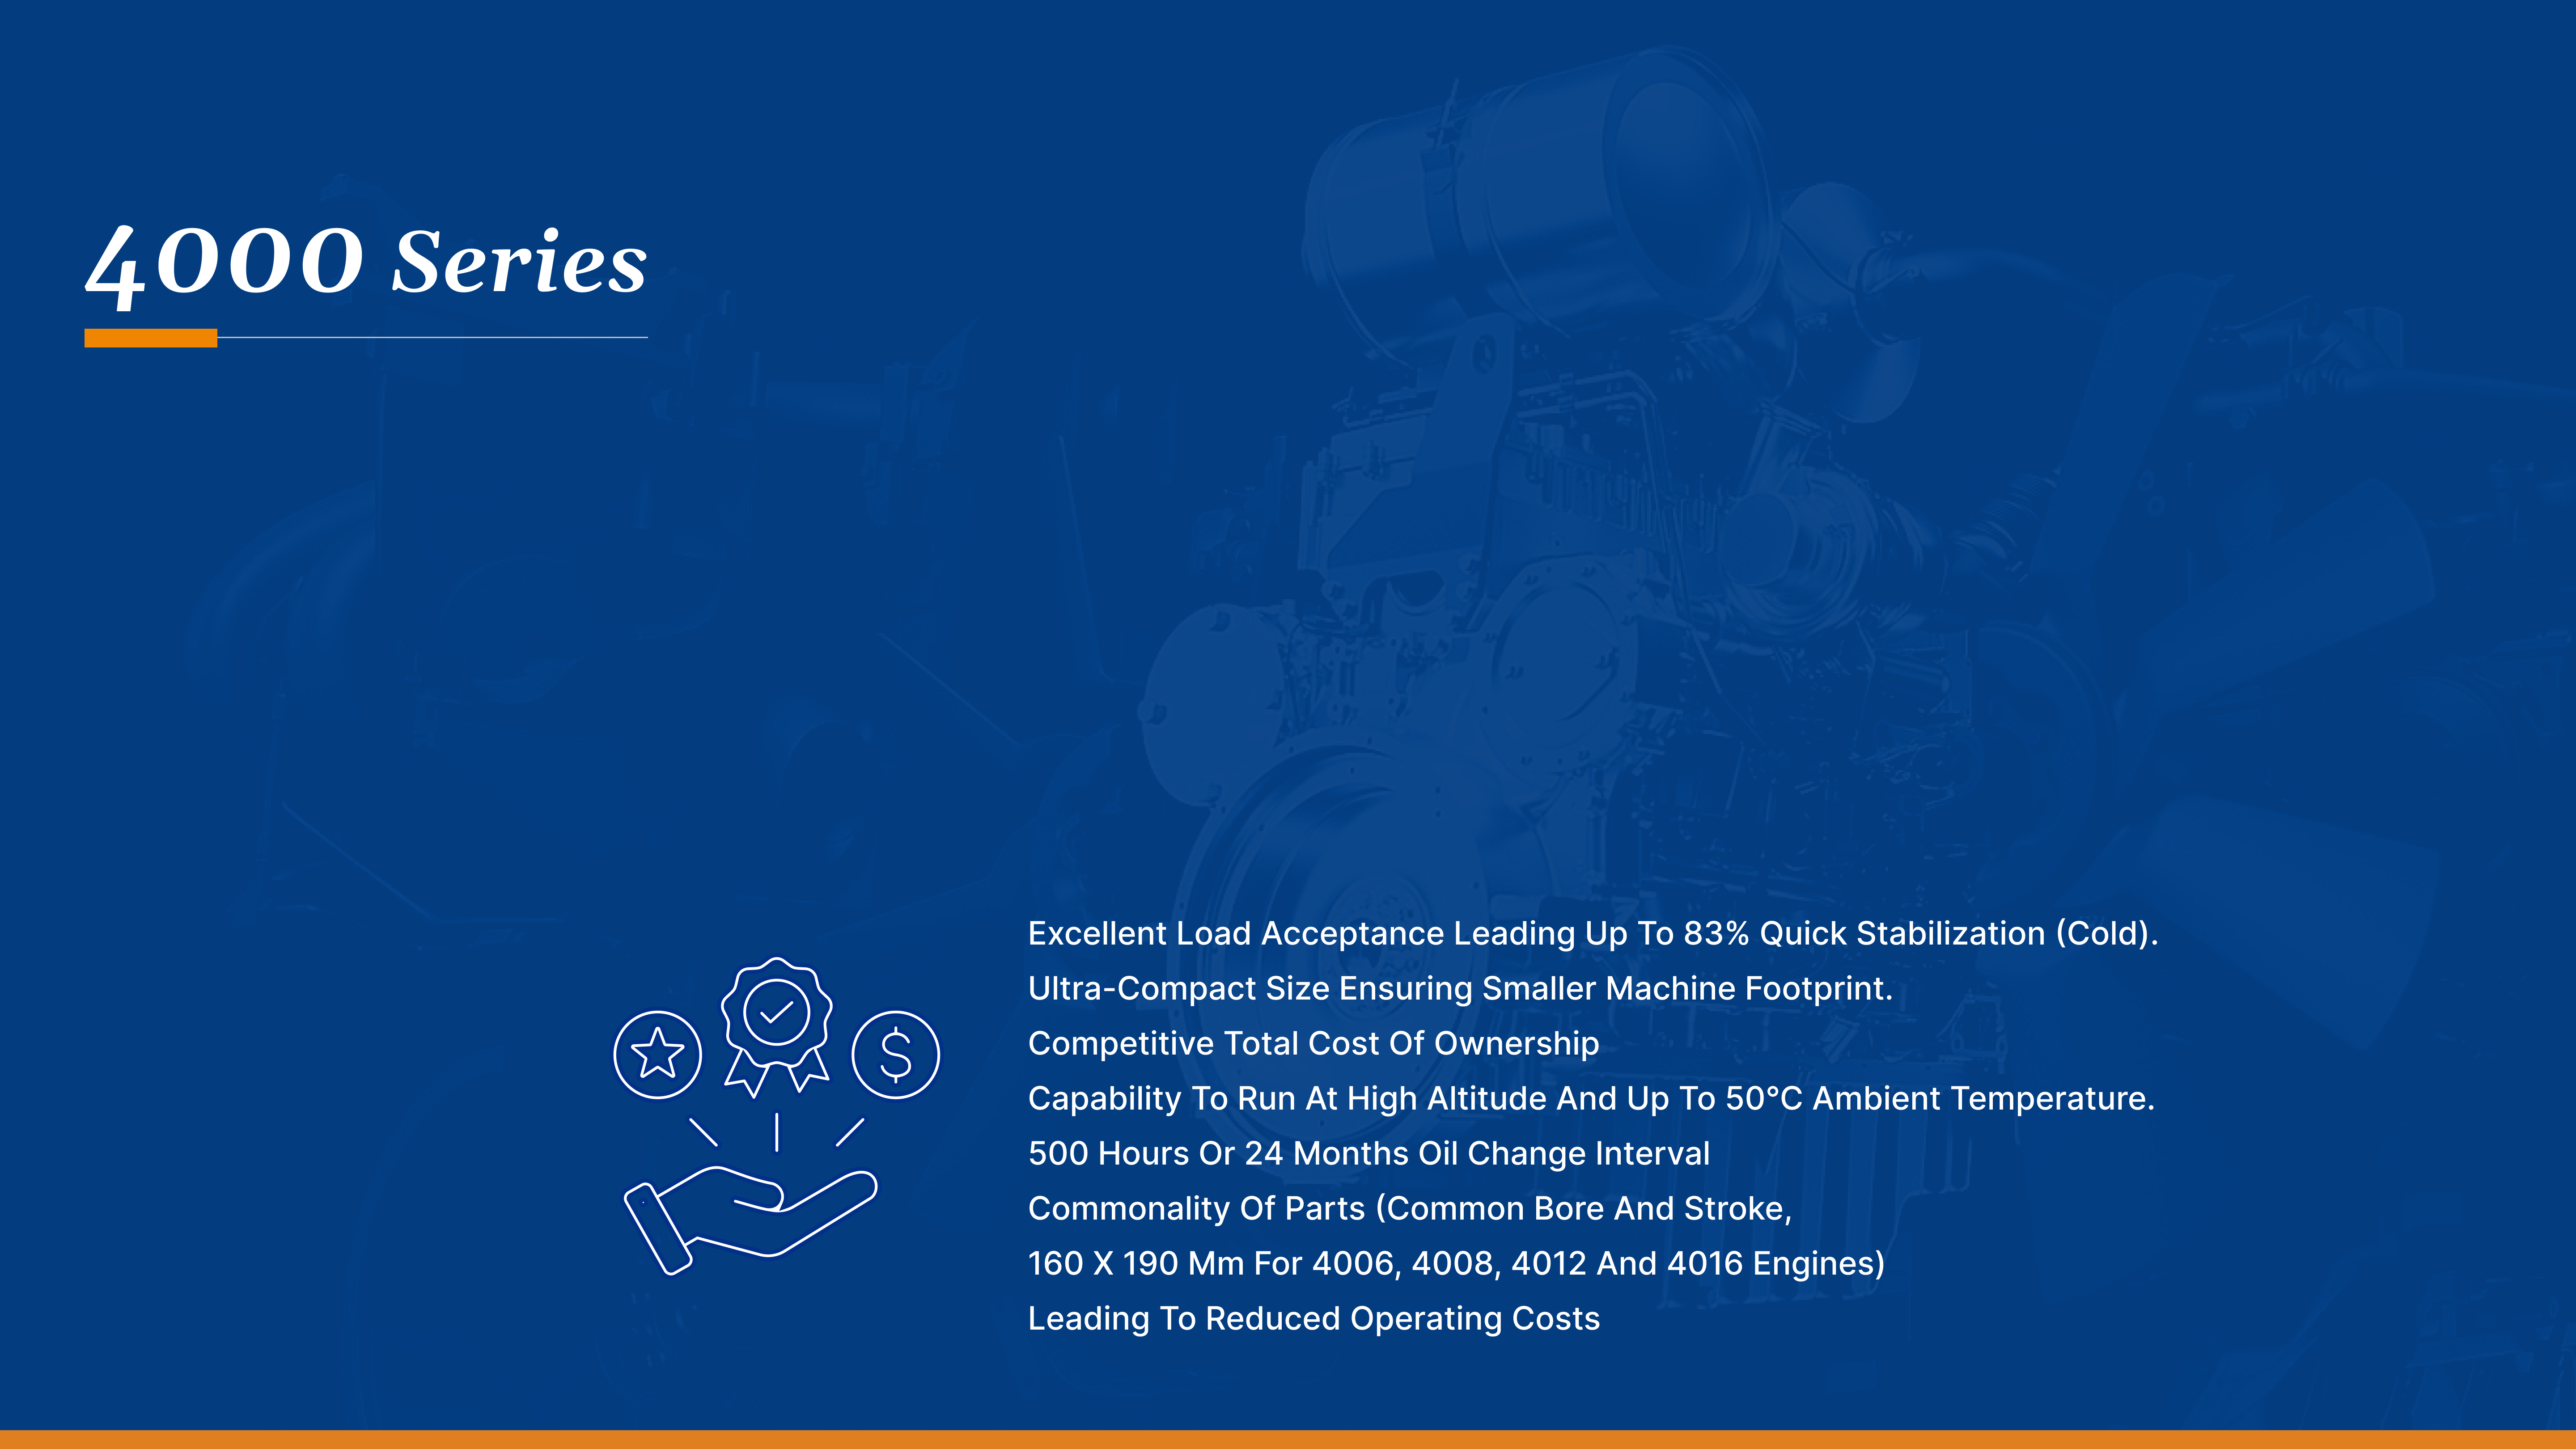 4000 Series
Excellent Load Acceptance Leading Up To 83% Quick Stabilization (Cold).
Ultra-Compact Size Ensuring Smaller Machine Footprint.
Competitive Total Cost Of Ownership
Capability To Run At High Altitude And Up To 50°C Ambient Temperature.
500 Hours Or 24 Months Oil Change Interval
Commonality Of Parts (Common Bore And Stroke,
160 X 190 Mm For 4006, 4008, 4012 And 4016 Engines)
Leading To Reduced Operating Costs